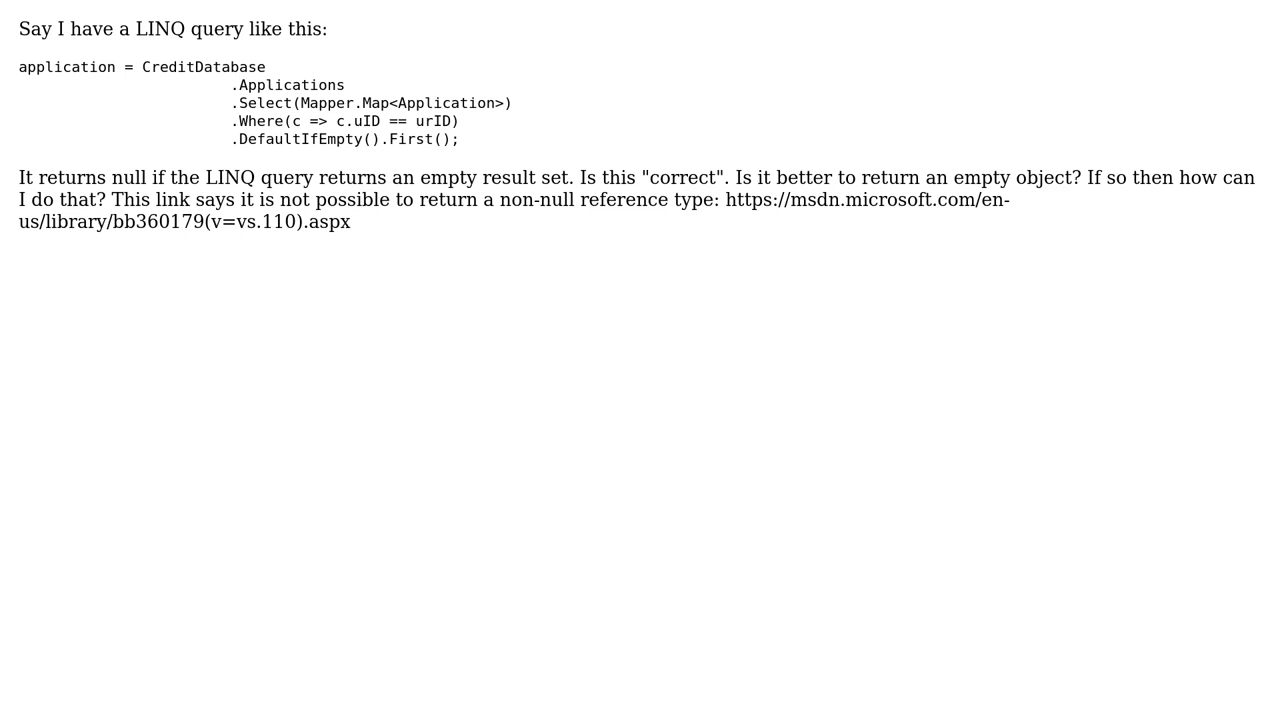 Say I have a LINQ query like this:
application = CreditDatabase
.Applications
.Select(Mapper.Map<Application>)
.Where(c => c.uID == urID)
.DefaultIfEmpty().First();
It returns null if the LINQ query returns an empty result set. Is this "correct". Is it better to return an empty object? If so then how can
I do that? This link says it is not possible to return a non-null reference type: https://msdn.microsoft.com/en-
us/library/bb360179(v=vs.110).aspx